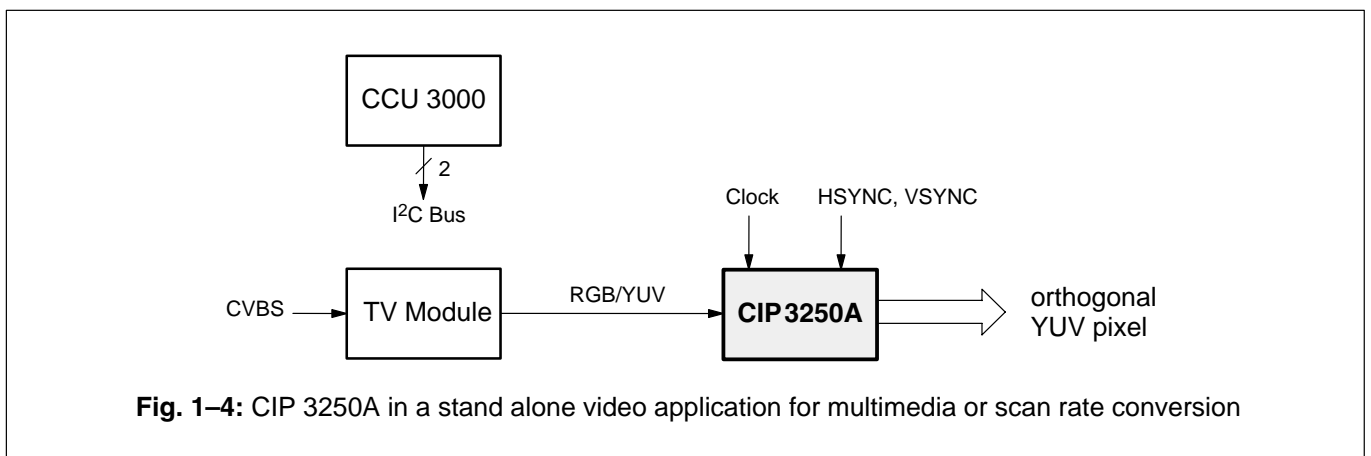 CCU 3000
2
I²C Bus
Clock
HSYNC, VSYNC
CVBS
TV Module
RGB/YUV
CIP 3250A
orthogonal
YUV pixel
Fig. 1–4: CIP 3250A in a stand alone video application for multimedia or scan rate conversion